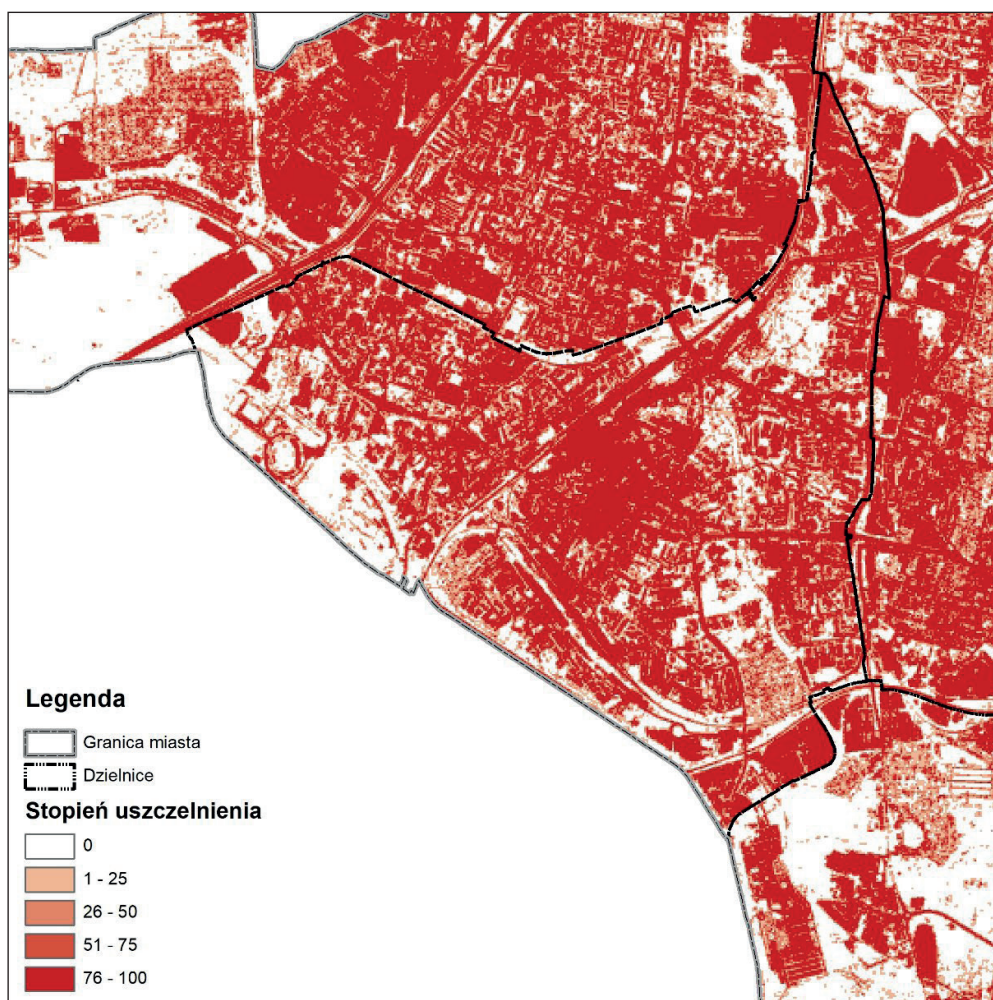 Legenda
Granica miasta
Dzielnice
Stopień uszczelnienia
0
1 - 25
26 - 50
51 - 75
76 - 100